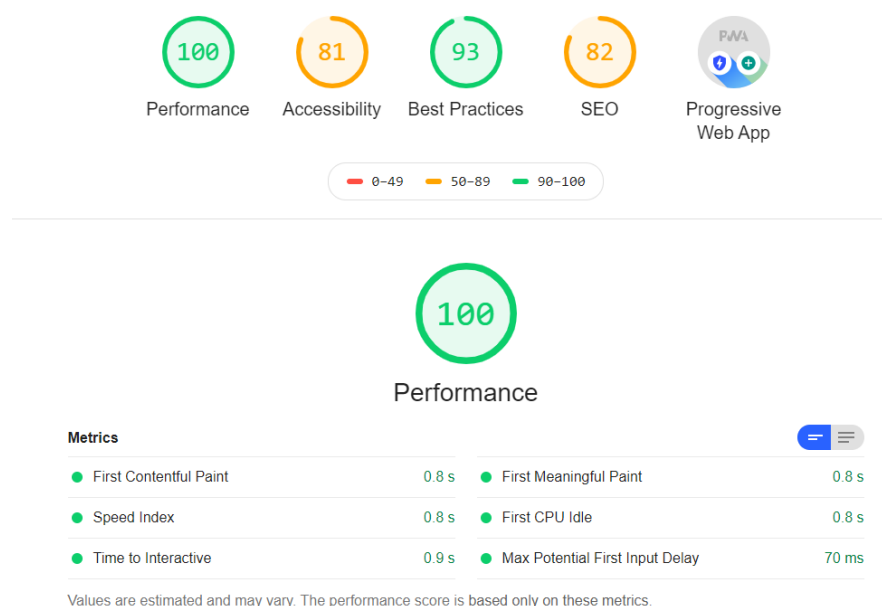 100 81 93 82 PWA
Performance Accessibility Best Practices SEO Progressive
Web App
0–49 50–89 90–100
100
Performance
Metrics
First Contentful Paint 0.8 s First Meaningful Paint 0.8 s
Speed Index 0.8 s First CPU Idle 0.8 s
Time to Interactive 0.9 s Max Potential First Input Delay 70 ms
Values are estimated and may vary. The performance score is based only on these metrics.